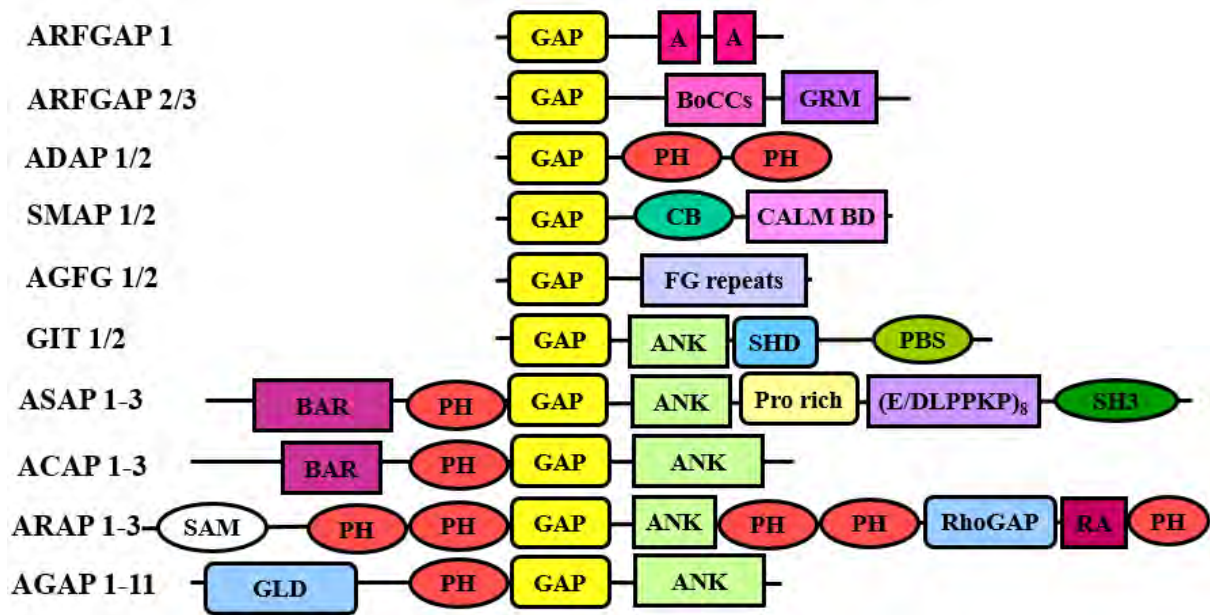 ARFGAP 1 GAP A A
ARFGAP 2/3 GAP BoCCs GRM
ADAP 1/2 GAP PH PH
SMAP 1/2 GAP CB CALM BD
AGFG 1/2 GAP FG repeats
GIT 1/2 GAP ANK SHD PBS
ASAP 1-3 BAR PH GAP ANK Pro rich (E/DLPPKP)₈ SH3
ACAP 1-3 BAR PH GAP ANK
ARAP 1-3 SAM PH PH GAP ANK PH PH RhoGAP RA PH
AGAP 1-11 GLD PH GAP ANK